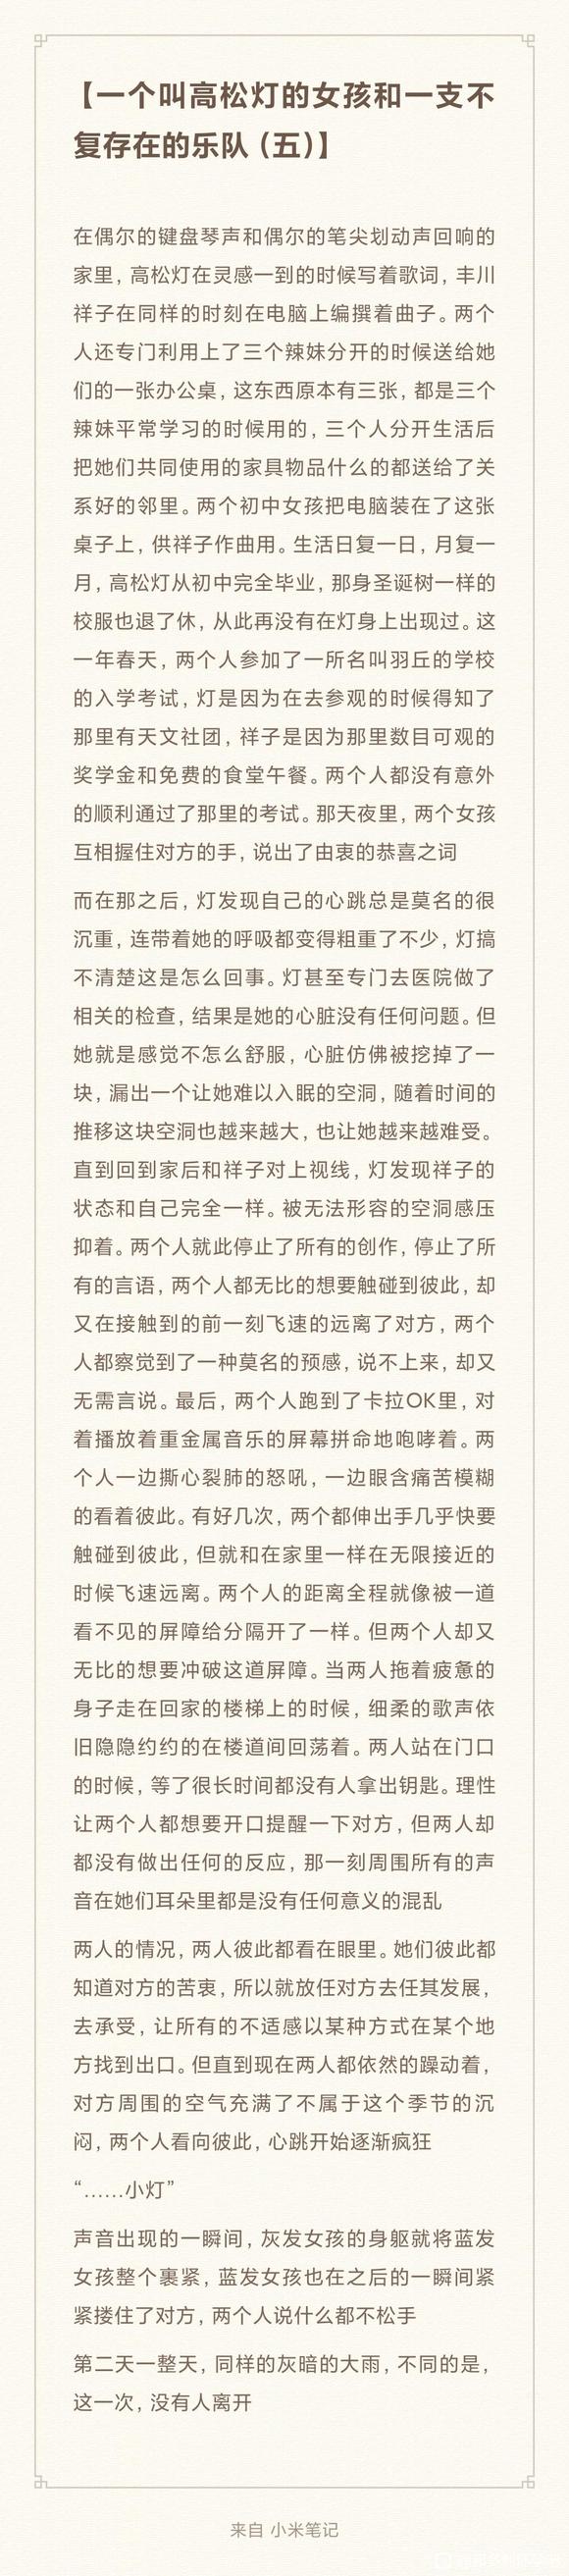 【一个叫高松灯的女孩和一支不
复存在的乐队（五）】
在偶尔的键盘琴声和偶尔的笔尖划动声回响的
家里，高松灯在灵感一到的时候写着歌词，丰川
祥子在同样的时刻在电脑上编撰着曲子。两个
人还专门利用上了三个辣妹分开的时候送给她
们的一张办公桌，这东西原本有三张，都是三个
辣妹平常学习的时候用的，三个人分开生活后
把她们共同使用的家具物品什么的都送给了关
系好的邻里。两个初中女孩把电脑装在了这张
桌子上，供祥子作曲用。生活日复一日，月复一
月，高松灯从初中完全毕业，那身圣诞树一样的
校服也退了休，从此再没有在灯身上出现过。这
一年春天，两个人参加了一所名叫羽丘的学校
的入学考试，灯是因为在去参观的时候得知了
那里有天文社团，祥子是因为那里数目可观的
奖学金和免费的食堂午餐。两个人都没有意外
的顺利通过了那里的考试。那天夜里，两个女孩
互相握住对方的手，说出了由衷的恭喜之词
而在那之后，灯发现自己的心跳总是莫名的很
沉重，连带着她的呼吸都变得粗重了不少，灯搞
不清楚这是怎么回事。灯甚至专门去医院做了
相关的检查，结果是她的心脏没有任何问题。但
她就是感觉不怎么舒服，心脏仿佛被挖掉了一
块，漏出一个让她难以入眠的空洞，随着时间的
推移这块空洞也越来越大，也让她越来越难受。
直到回到家后和祥子对上视线，灯发现祥子的
状态和自己完全一样。被无法形容的空洞感压
抑着。两个人就此停止了所有的创作，停止了所
有的言语，两个人都无比的想要触碰到彼此，却
又在接触到的前一刻飞速的远离了对方，两个
人都察觉到了一种莫名的预感，说不上来，却又
无需言说。最后，两个人跑到了卡拉OK里，对
着播放着重金属音乐的屏幕拼命地咆哮着。两
个人一边撕心裂肺的怒吼，一边眼含痛苦模糊
的看着彼此。有好几次，两个都伸出手几乎快要
触碰到彼此，但就和在家里一样在无限接近的
时候飞速远离。两个人的距离全程就像被一道
看不见的屏障给分隔开了一样。但两个人却又
无比的想要冲破这道屏障。当两人拖着疲惫的
身子走在回家的楼梯上的时候，细柔的歌声依
旧隐隐约约的在楼道间回荡着。两人站在门口
的时候，等了很长时间都没有人拿出钥匙。理性
让两个人都想要开口提醒一下对方，但两人却
都没有做出任何的反应，那一刻周围所有的声
音在她们耳朵里都是没有任何意义的混乱
两人的情况，两人彼此都看在眼里。她们彼此都
知道对方的苦衷，所以就放任对方去任其发展，
去承受，让所有的不适感以某种方式在某个地
方找到出口。但直到现在两人都依然的躁动着，
对方周围的空气充满了不属于这个季节的沉
闷，两个人看向彼此，心跳开始逐渐疯狂
“……小灯”
声音出现的一瞬间，灰发女孩的身躯就将蓝发
女孩整个裹紧，蓝发女孩也在之后的一瞬间紧
紧搂住了对方，两个人说什么都不松手
第二天一整天，同样的灰暗的大雨，不同的是，
这一次，没有人离开
来自 小米笔记